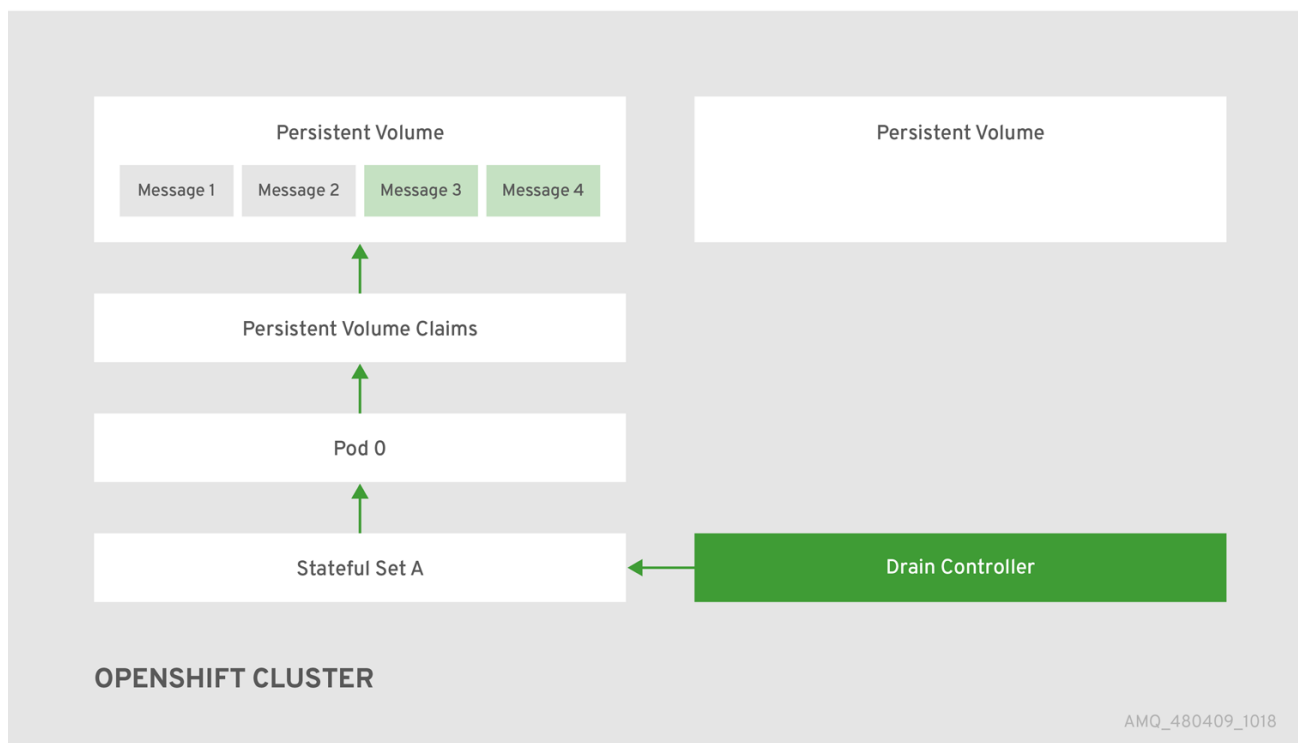 Persistent Volume
Message 1
Message 2
Message 3
Message 4
Persistent Volume
Persistent Volume Claims
Pod 0
Stateful Set A
Drain Controller
OPENSHIFT CLUSTER
AMQ_480409_1018